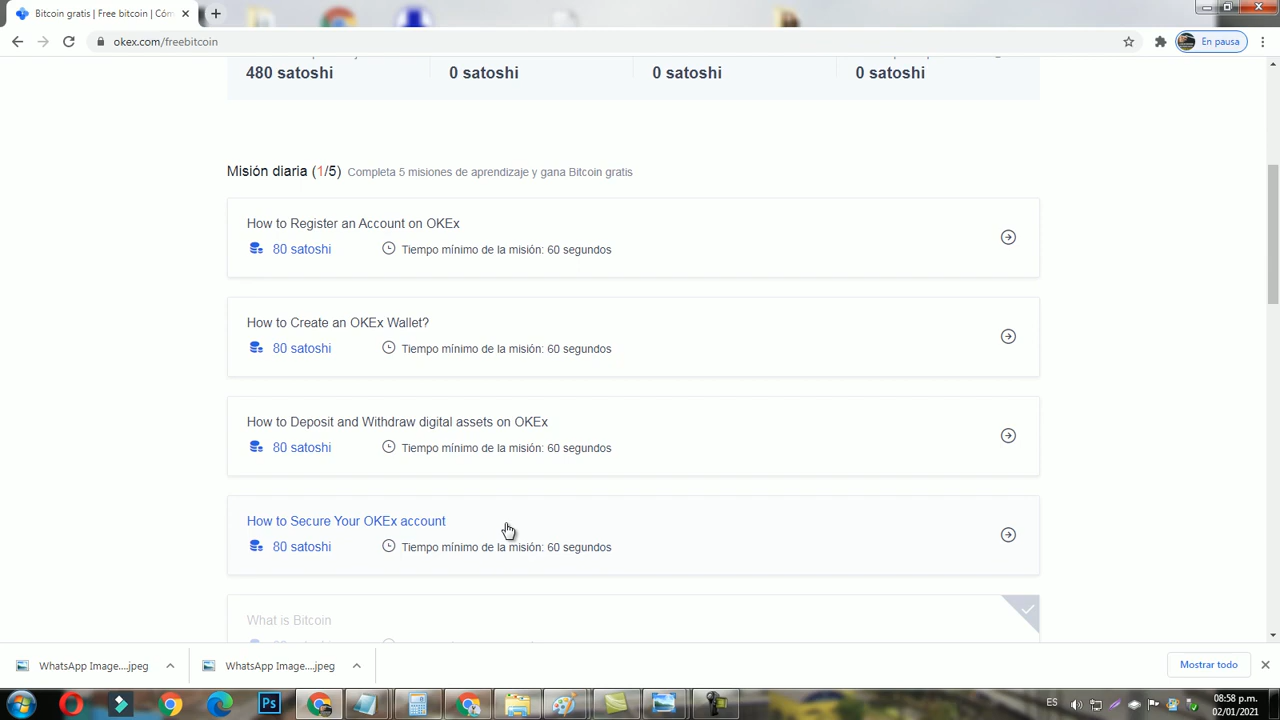 Bitcoin gratis | Free bitcoin | Cóm
okex.com/freebitcoin
En pausa
480 satoshi
0 satoshi
0 satoshi
0 satoshi
Misión diaria (1/5) Completa 5 misiones de aprendizaje y gana Bitcoin gratis
How to Register an Account on OKEx
80 satoshi Tiempo mínimo de la misión: 60 segundos
How to Create an OKEx Wallet?
80 satoshi Tiempo mínimo de la misión: 60 segundos
How to Deposit and Withdraw digital assets on OKEx
80 satoshi Tiempo mínimo de la misión: 60 segundos
How to Secure Your OKEx account
80 satoshi Tiempo mínimo de la misión: 60 segundos
What is Bitcoin
WhatsApp Image....jpeg
WhatsApp Image....jpeg
Mostrar todo
Ps
ES
08:58 p.m.
02/01/2021